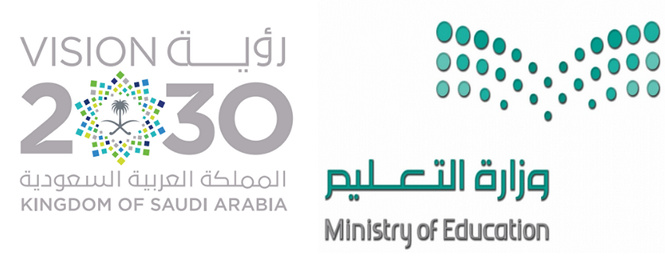 VISION رؤية
2030
المملكة العربية السعودية
KINGDOM OF SAUDI ARABIA
وزارة التعليم
Ministry of Education